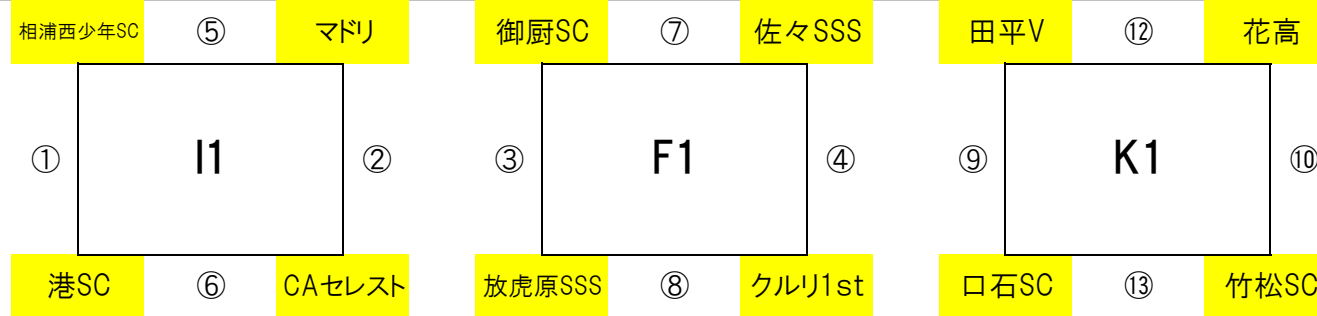 相浦西少年SC ⑤ マドリ 御厨SC ⑦ 佐々SSS 田平V ⑫ 花高
① I1 ② ③ F1 ④ ⑨ K1 ⑩
港SC ⑥ CAセレスト 放虎原SSS ⑧ クルリ1st 口石SC ⑬ 竹松SC